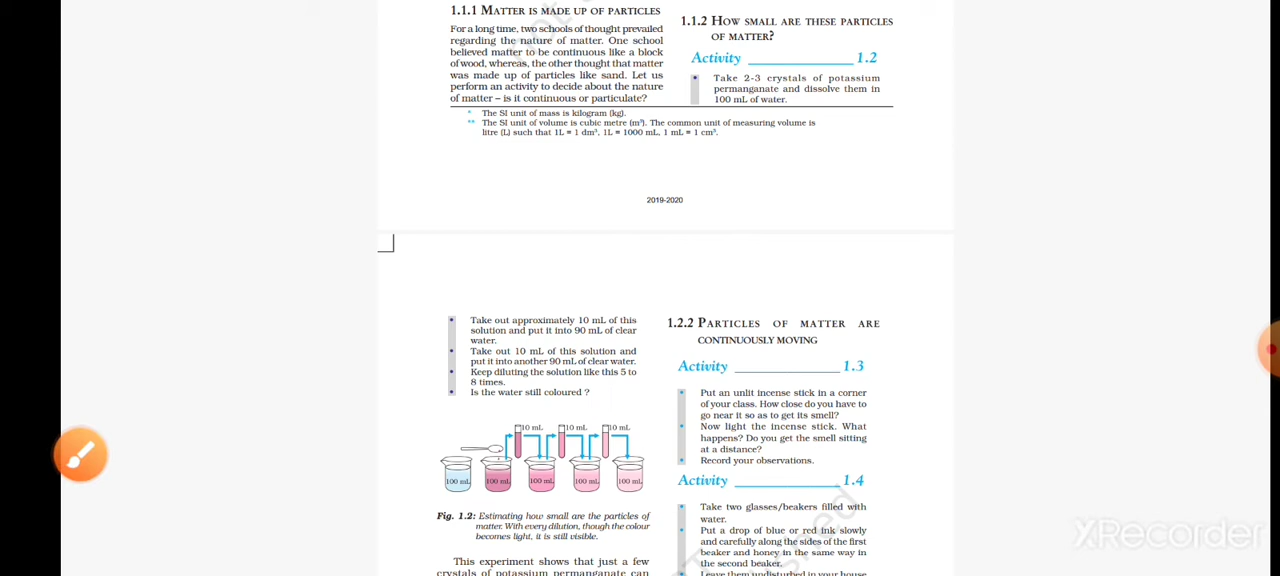 1.1.1 MATTER IS MADE UP OF PARTICLES
For a long time, two schools of thought prevailed
regarding the nature of matter. One school
believed matter to be continuous like a block
of wood, whereas, the other thought that matter
was made up of particles like sand. Let us
perform an activity to decide about the nature
of matter – is it continuous or particulate?
1.1.2 HOW SMALL ARE THESE PARTICLES
OF MATTER?
Activity ______________ 1.2
• Take 2-3 crystals of potassium
permanganate and dissolve them in
100 mL of water.
* The SI unit of mass is kilogram (kg).
** The SI unit of volume is cubic metre (m³). The common unit of measuring volume is
litre (L) such that 1L = 1 dm³, 1L = 1000 mL, 1 mL = 1 cm³.
2019-2020
• Take out approximately 10 mL of this
solution and put it into 90 mL of clear
water.
• Take out 10 mL of this solution and
put it into another 90 mL of clear water.
• Keep diluting the solution like this 5 to
8 times.
• Is the water still coloured ?
10 mL 10 mL 10 mL
100 mL 100 mL 100 mL 100 mL 100 mL
Fig. 1.2: Estimating how small are the particles of
matter. With every dilution, though the colour
becomes light, it is still visible.
This experiment shows that just a few
crystals of potassium permanganate can
1.2.2 PARTICLES OF MATTER ARE
CONTINUOUSLY MOVING
Activity ______________ 1.3
• Put an unlit incense stick in a corner
of your class. How close do you have to
go near it so as to get its smell?
• Now light the incense stick. What
happens? Do you get the smell sitting
at a distance?
• Record your observations.
Activity ______________ 1.4
• Take two glasses/beakers filled with
water.
• Put a drop of blue or red ink slowly
and carefully along the sides of the first
beaker and honey in the same way in
the second beaker.
• Leave them undisturbed in your house
XRecorder